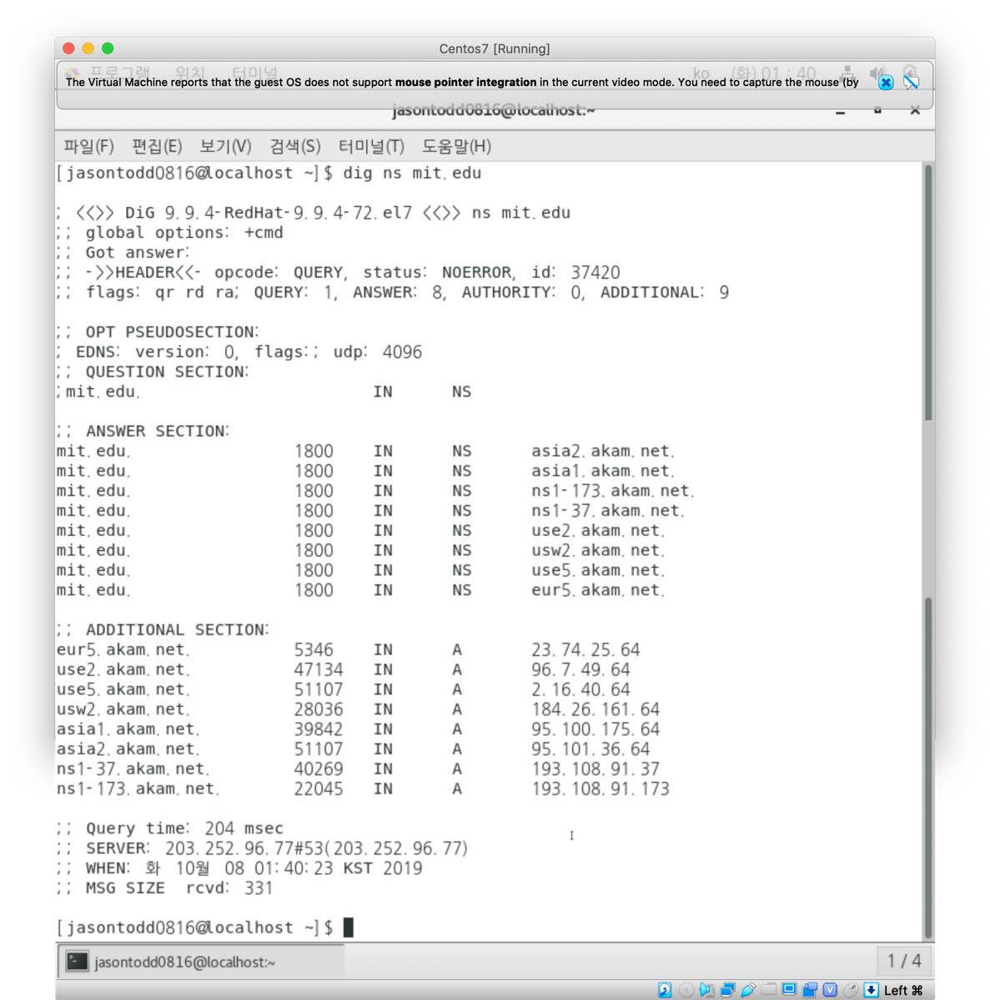 Centos7 [Running]
프로그램 위치 터미널 ko (화) 01 : 40
The Virtual Machine reports that the guest OS does not support mouse pointer integration in the current video mode. You need to capture the mouse (by
jasontodd0816@localhost:~
파일(F) 편집(E) 보기(V) 검색(S) 터미널(T) 도움말(H)
[jasontodd0816@localhost ~]$ dig ns mit.edu
; <<>> DiG 9.9.4-RedHat-9.9.4-72.el7 <<>> ns mit.edu
;; global options: +cmd
;; Got answer:
;; ->>HEADER<<- opcode: QUERY, status: NOERROR, id: 37420
;; flags: qr rd ra; QUERY: 1, ANSWER: 8, AUTHORITY: 0, ADDITIONAL: 9
;; OPT PSEUDOSECTION:
; EDNS: version: 0, flags:; udp: 4096
;; QUESTION SECTION:
;mit.edu. IN NS
;; ANSWER SECTION:
mit.edu. 1800 IN NS asia2.akam.net.
mit.edu. 1800 IN NS asia1.akam.net.
mit.edu. 1800 IN NS ns1-173.akam.net.
mit.edu. 1800 IN NS ns1-37.akam.net.
mit.edu. 1800 IN NS use2.akam.net.
mit.edu. 1800 IN NS usw2.akam.net.
mit.edu. 1800 IN NS use5.akam.net.
mit.edu. 1800 IN NS eur5.akam.net.
;; ADDITIONAL SECTION:
eur5.akam.net. 5346 IN A 23.74.25.64
use2.akam.net. 47134 IN A 96.7.49.64
use5.akam.net. 51107 IN A 2.16.40.64
usw2.akam.net. 28036 IN A 184.26.161.64
asia1.akam.net. 39842 IN A 95.100.175.64
asia2.akam.net. 51107 IN A 95.101.36.64
ns1-37.akam.net. 40269 IN A 193.108.91.37
ns1-173.akam.net. 22045 IN A 193.108.91.173
;; Query time: 204 msec
;; SERVER: 203.252.96.77#53(203.252.96.77)
;; WHEN: 화 10월 08 01:40:23 KST 2019
;; MSG SIZE rcvd: 331
[jasontodd0816@localhost ~]$
jasontodd0816@localhost:~ 1 / 4
Left ⌘